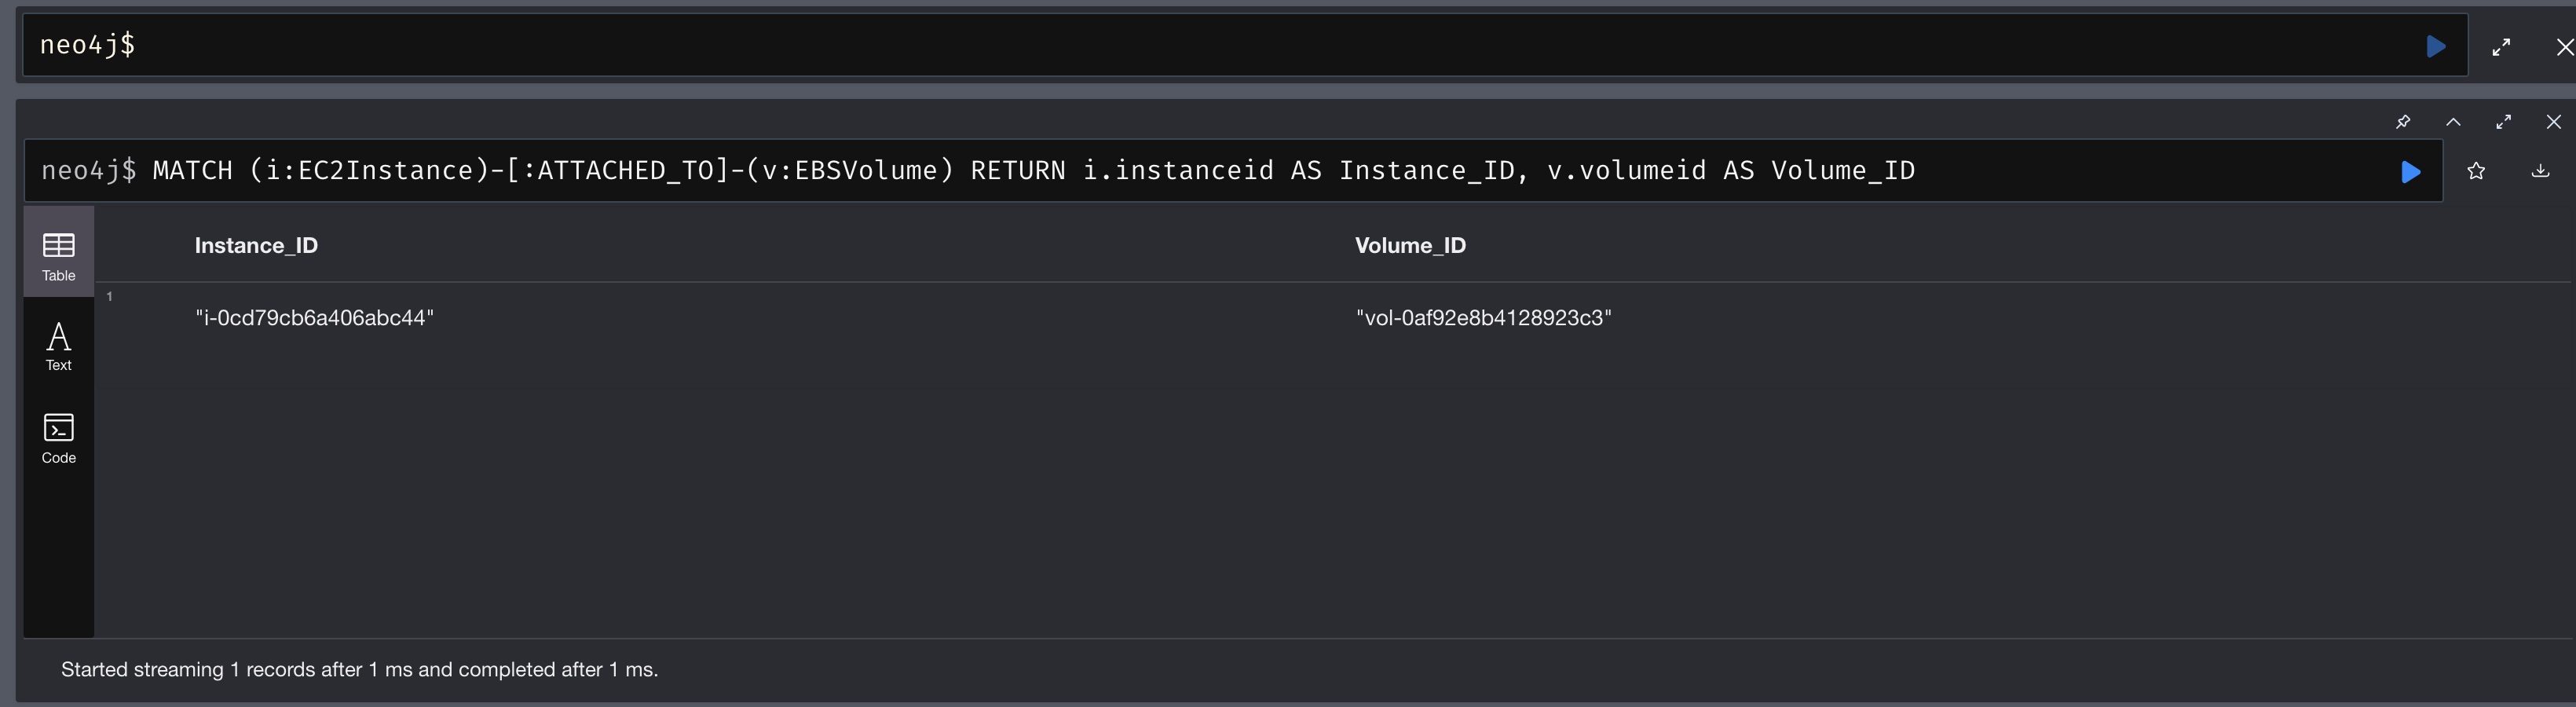 neo4j$
neo4j$ MATCH (i:EC2Instance)-[:ATTACHED_TO]-(v:EBSVolume) RETURN i.instanceid AS Instance_ID, v.volumeid AS Volume_ID
Table
Text
Code
Instance_ID Volume_ID
1
"i-0cd79cb6a406abc44" "vol-0af92e8b4128923c3"
Started streaming 1 records after 1 ms and completed after 1 ms.